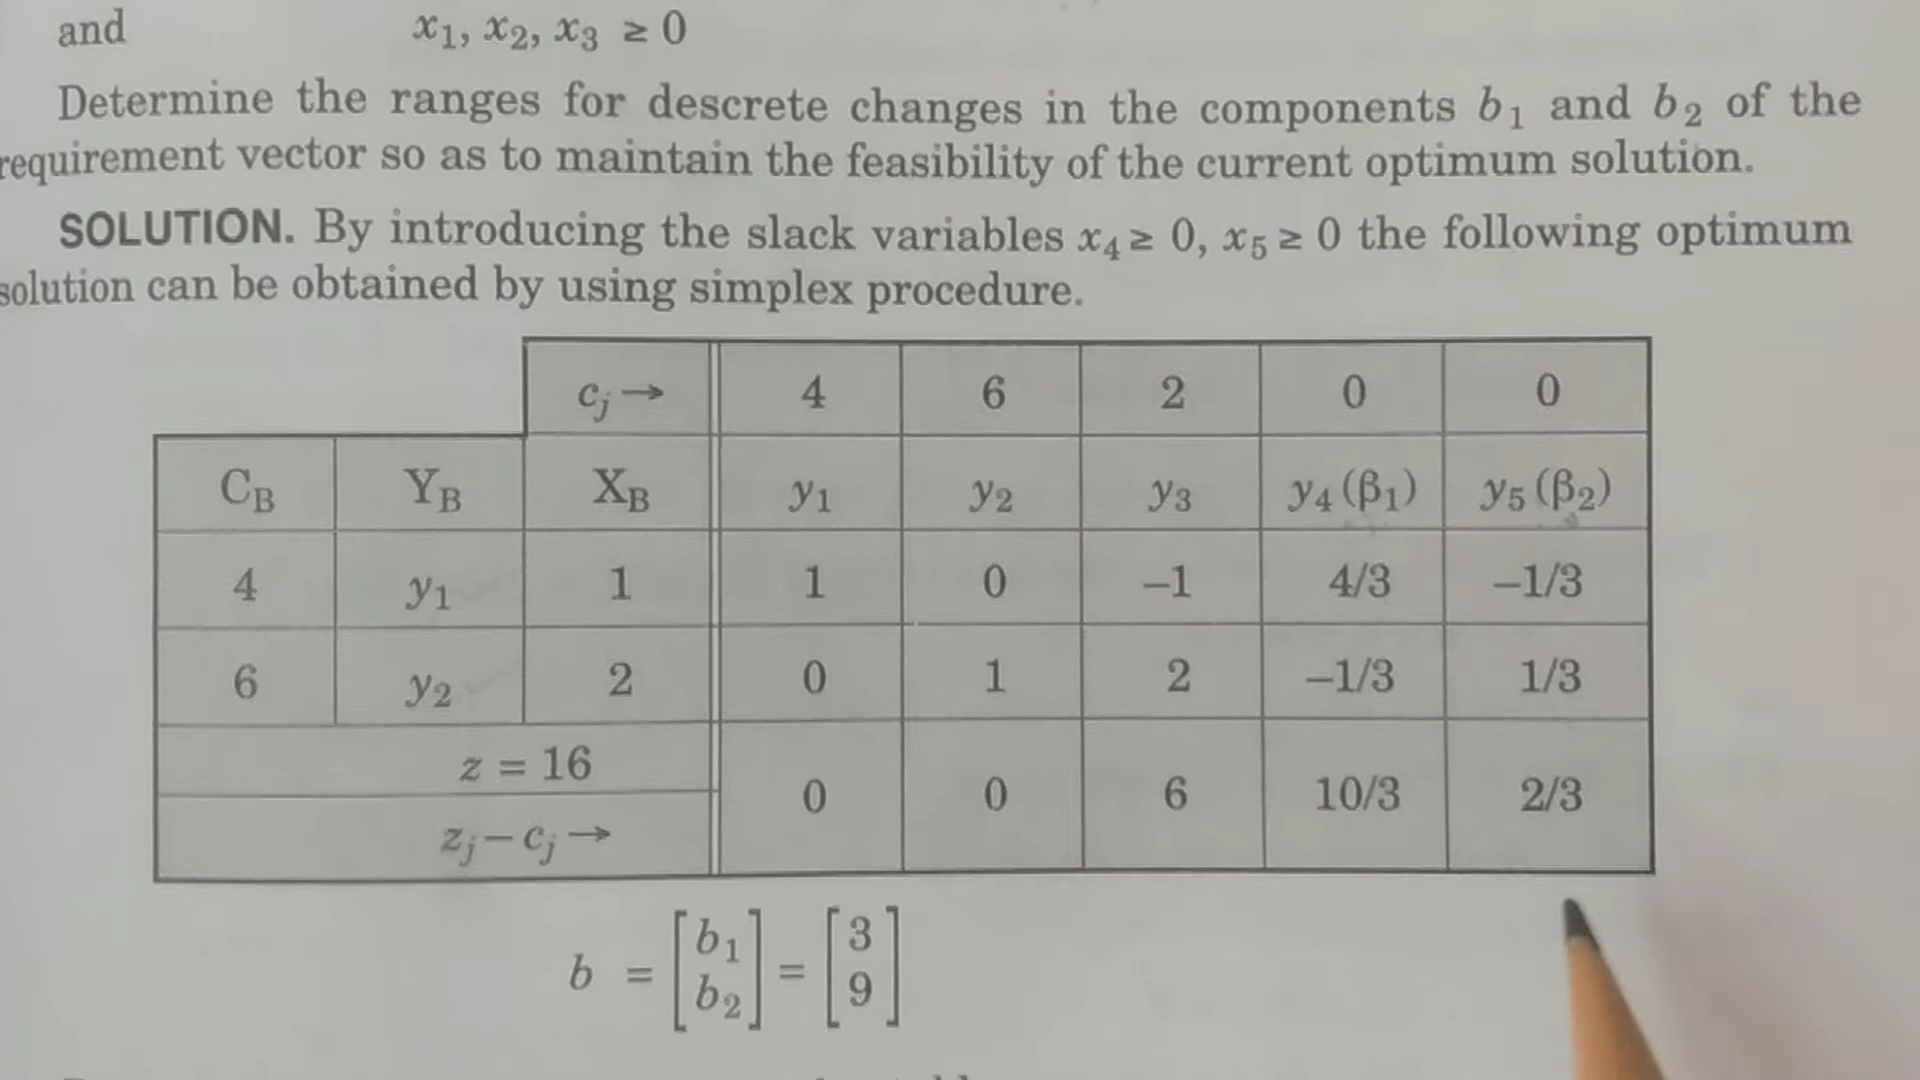 and x₁, x₂, x₃ ≥ 0
Determine the ranges for descrete changes in the components b₁ and b₂ of the
requirement vector so as to maintain the feasibility of the current optimum solution.
SOLUTION. By introducing the slack variables x₄ ≥ 0, x₅ ≥ 0 the following optimum
solution can be obtained by using simplex procedure.
cⱼ → 4 6 2 0 0
C_B Y_B X_B y₁ y₂ y₃ y₄ (β₁) y₅ (β₂)
4 y₁ 1 1 0 –1 4/3 –1/3
6 y₂ 2 0 1 2 –1/3 1/3
z = 16
zⱼ – cⱼ → 0 0 6 10/3 2/3
b = [b₁ b₂] = [3 9]